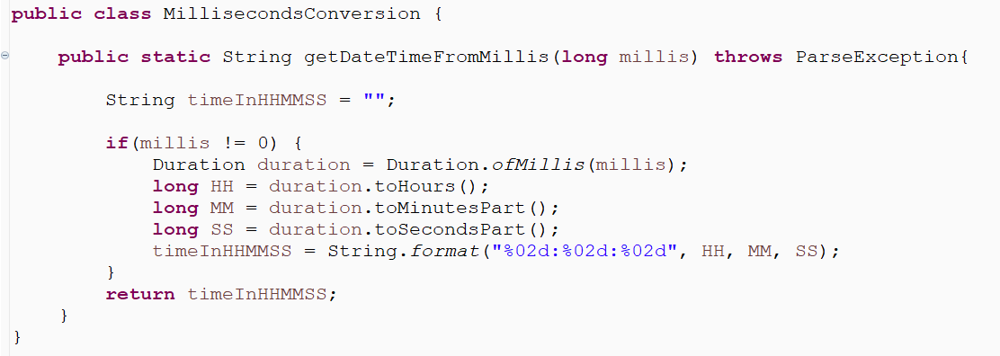 public class MillisecondsConversion {
public static String getDateTimeFromMillis(long millis) throws ParseException{
String timeInHHMMSS = "";
if(millis != 0) {
Duration duration = Duration.ofMillis(millis);
long HH = duration.toHours();
long MM = duration.toMinutesPart();
long SS = duration.toSecondsPart();
timeInHHMMSS = String.format("%02d:%02d:%02d", HH, MM, SS);
}
return timeInHHMMSS;
}
}